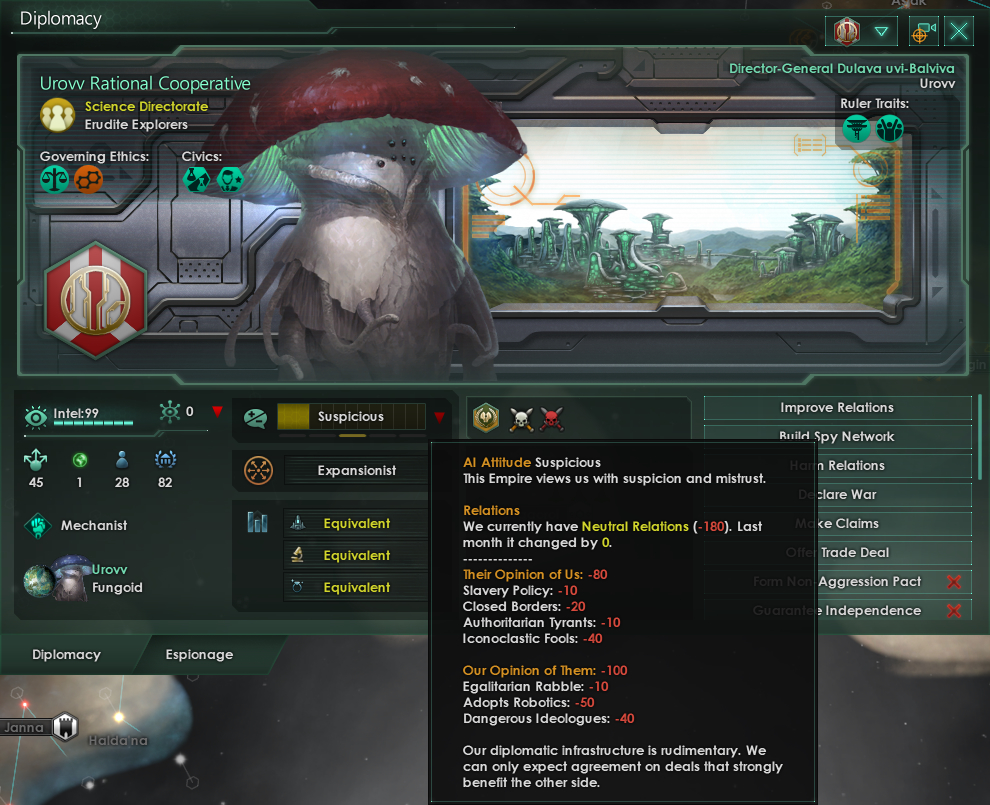 Asak
Diplomacy
Urovv Rational Cooperative
Science Directorate
Erudite Explorers
Governing Ethics:
Civics:
Director-General Dulava uvi-Balviva
Urovv
Ruler Traits:
Intel:99
0
45
1
28
82
Mechanist
Urovv
Fungoid
Suspicious
Expansionist
Equivalent
Equivalent
Equivalent
Improve Relations
Build Spy Network
Harm Relations
Declare War
Make Claims
Offer Trade Deal
Form Non-Aggression Pact
Guarantee Independence
AI Attitude Suspicious
This Empire views us with suspicion and mistrust.
Relations
We currently have Neutral Relations (-180). Last
month it changed by 0.
--------------
Their Opinion of Us: -80
Slavery Policy: -10
Closed Borders: -20
Authoritarian Tyrants: -10
Iconoclastic Fools: -40
Our Opinion of Them: -100
Egalitarian Rabble: -10
Adopts Robotics: -50
Dangerous Ideologues: -40
Our diplomatic infrastructure is rudimentary. We
can only expect agreement on deals that strongly
benefit the other side.
Diplomacy
Espionage
Janna
Halda'na